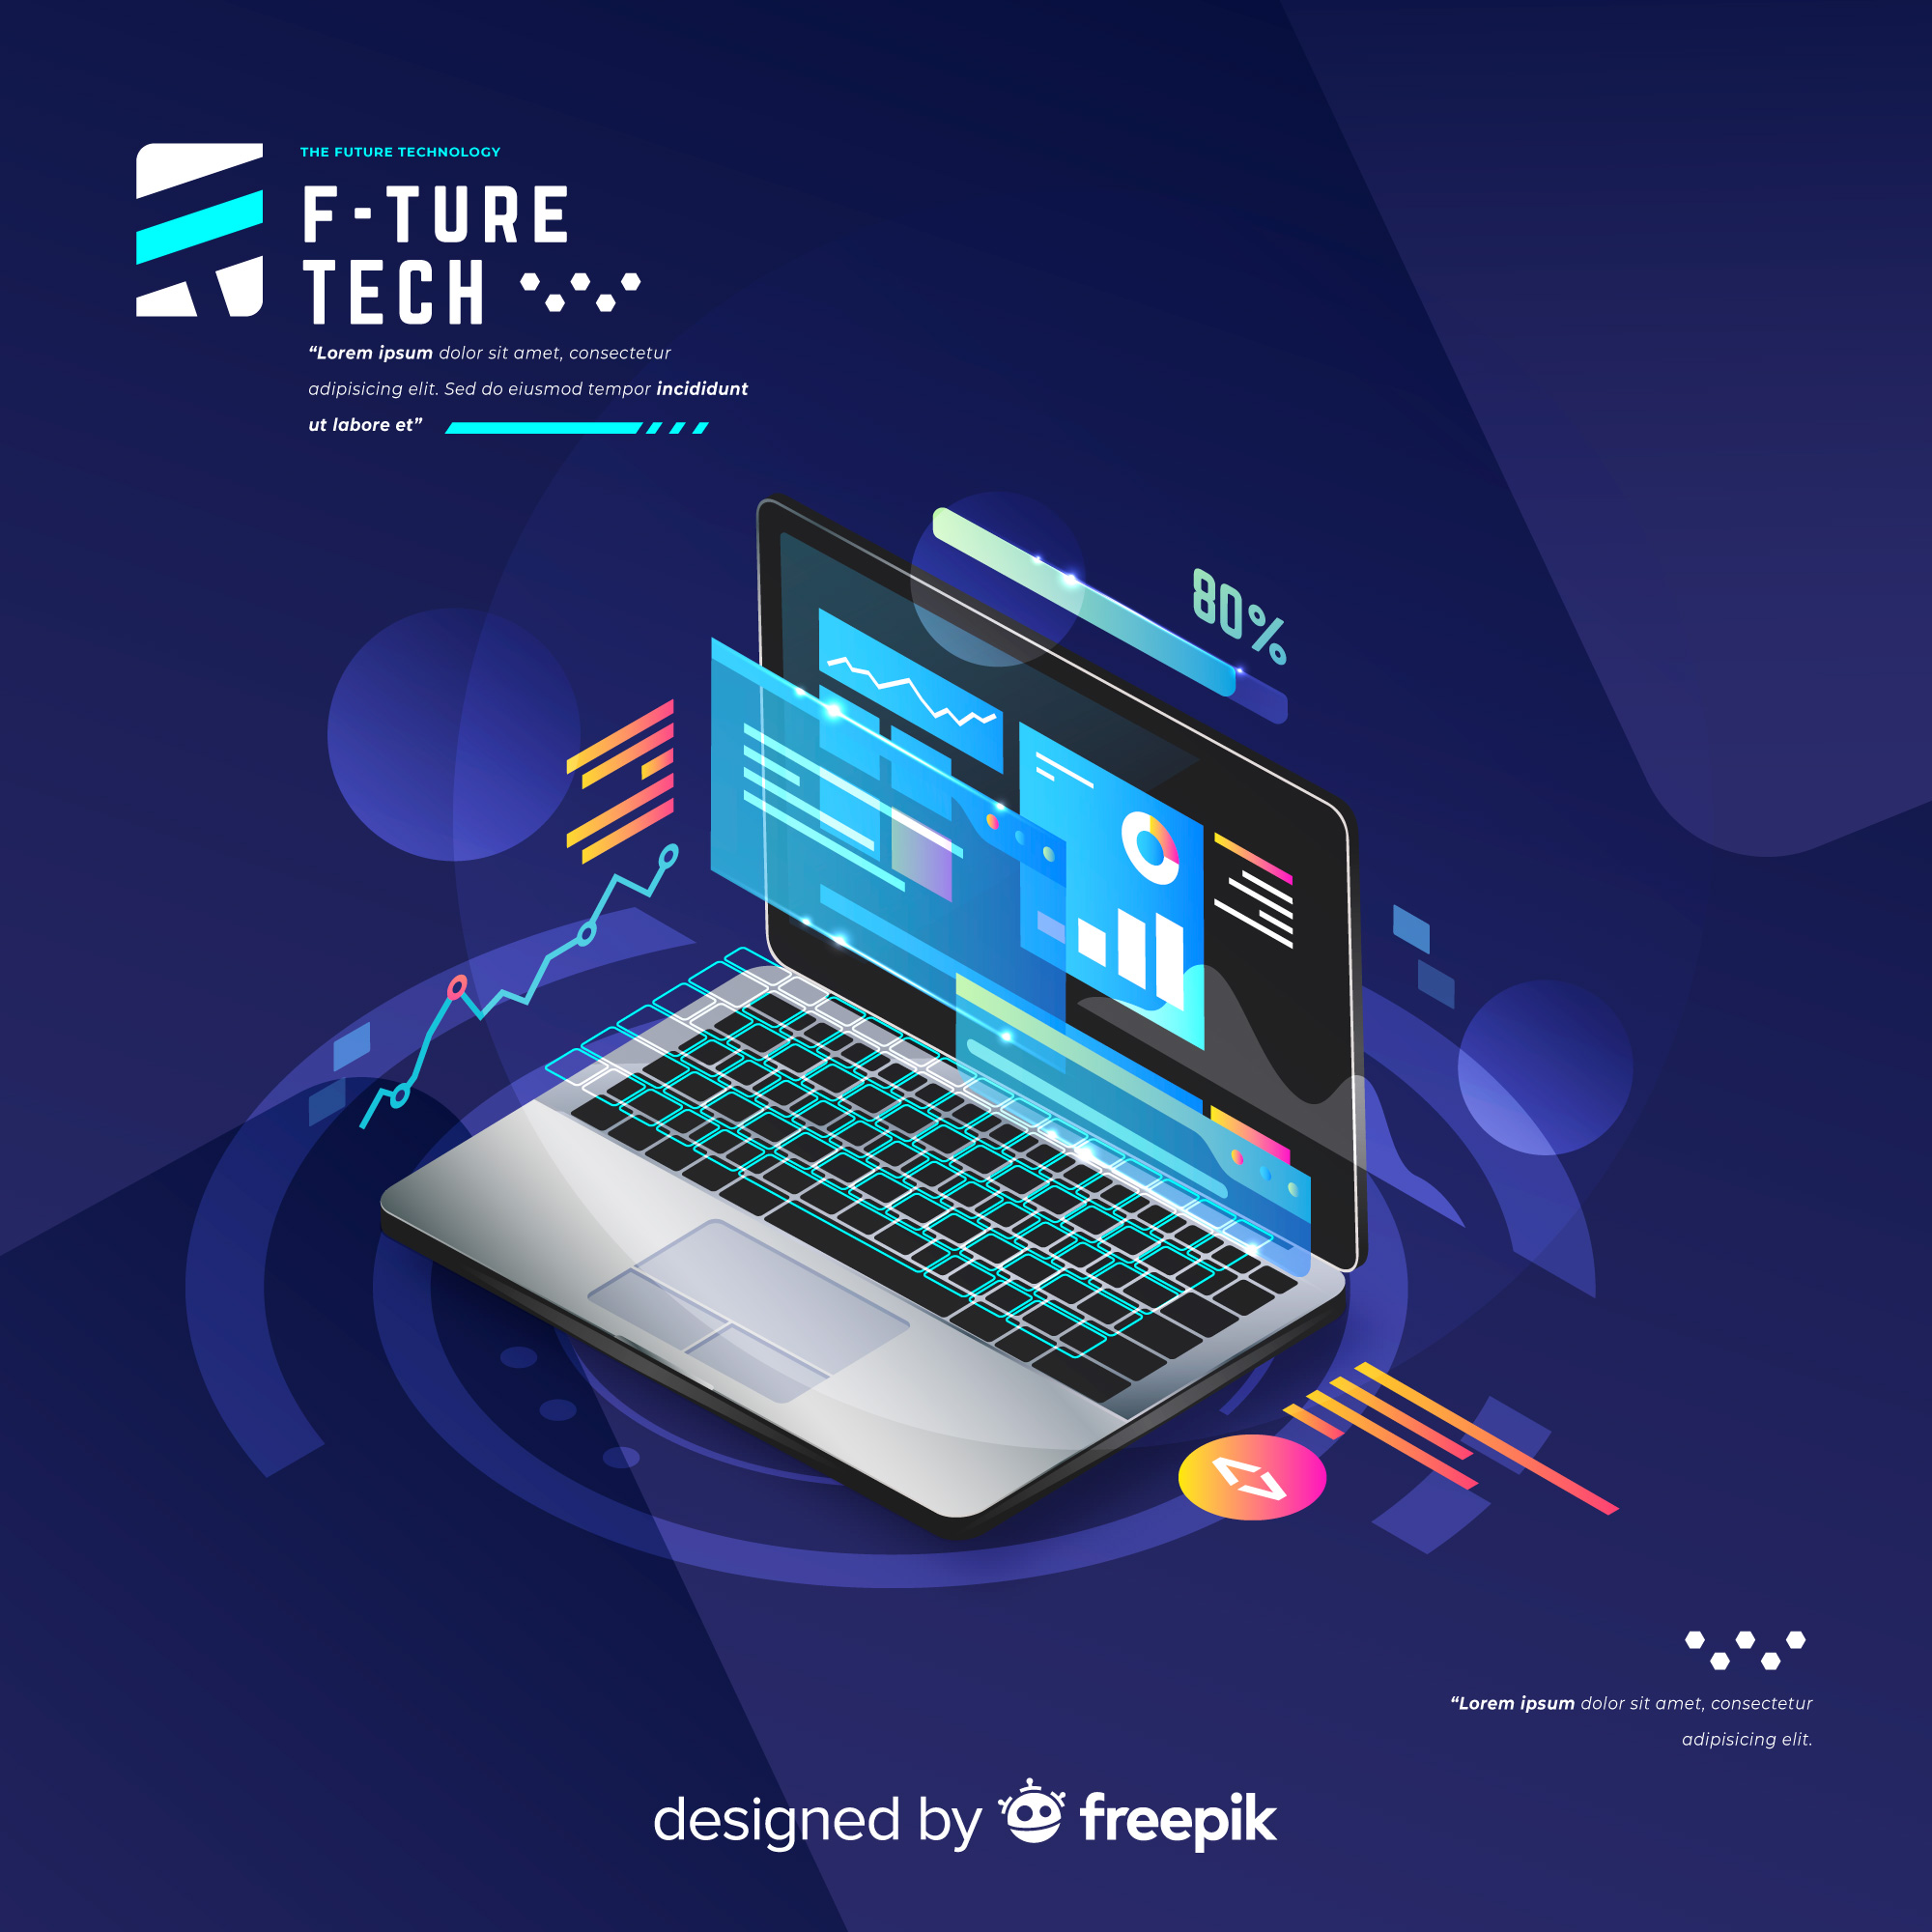 THE FUTURE TECHNOLOGY
F-TURE
TECH
“Lorem ipsum dolor sit amet, consectetur
adipisicing elit. Sed do eiusmod tempor incididunt
ut labore et”
80%
“Lorem ipsum dolor sit amet, consectetur
adipisicing elit.
designed by freepik